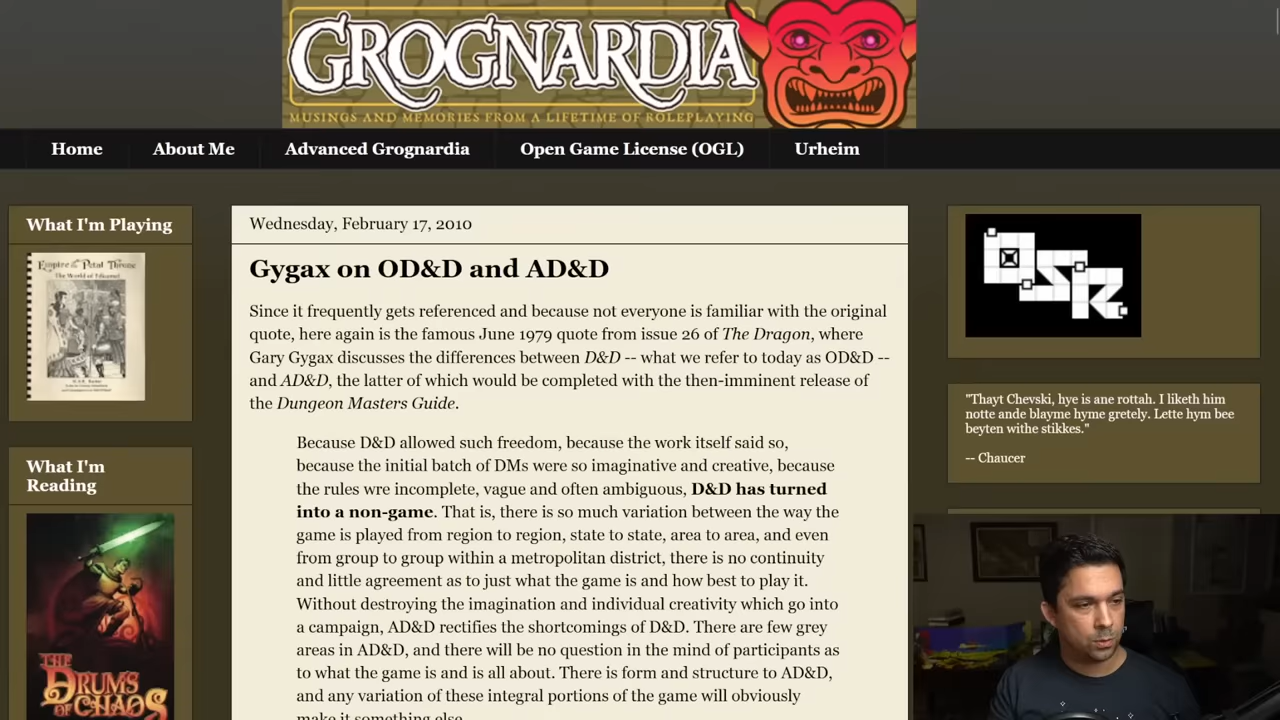 GROGNARDIA
MUSINGS AND MEMORIES FROM A LIFETIME OF ROLEPLAYING
Home
About Me
Advanced Grognardia
Open Game License (OGL)
Urheim
What I'm Playing
Empire of the Petal Throne
The World of Tékumel
What I'm
Reading
THE
DRUMS
OF CHAOS
Wednesday, February 17, 2010
Gygax on OD&D and AD&D
Since it frequently gets referenced and because not everyone is familiar with the original
quote, here again is the famous June 1979 quote from issue 26 of The Dragon, where
Gary Gygax discusses the differences between D&D -- what we refer to today as OD&D --
and AD&D, the latter of which would be completed with the then-imminent release of
the Dungeon Masters Guide.
Because D&D allowed such freedom, because the work itself said so,
because the initial batch of DMs were so imaginative and creative, because
the rules wre incomplete, vague and often ambiguous, D&D has turned
into a non-game. That is, there is so much variation between the way the
game is played from region to region, state to state, area to area, and even
from group to group within a metropolitan district, there is no continuity
and little agreement as to just what the game is and how best to play it.
Without destroying the imagination and individual creativity which go into
a campaign, AD&D rectifies the shortcomings of D&D. There are few grey
areas in AD&D, and there will be no question in the mind of participants as
to what the game is and is all about. There is form and structure to AD&D,
and any variation of these integral portions of the game will obviously
make it something else
OSR
"Thayt Chevski, hye is ane rottah. I liketh him
notte ande blayme hyme gretely. Lette hym bee
beyten withe stikkes."
-- Chaucer